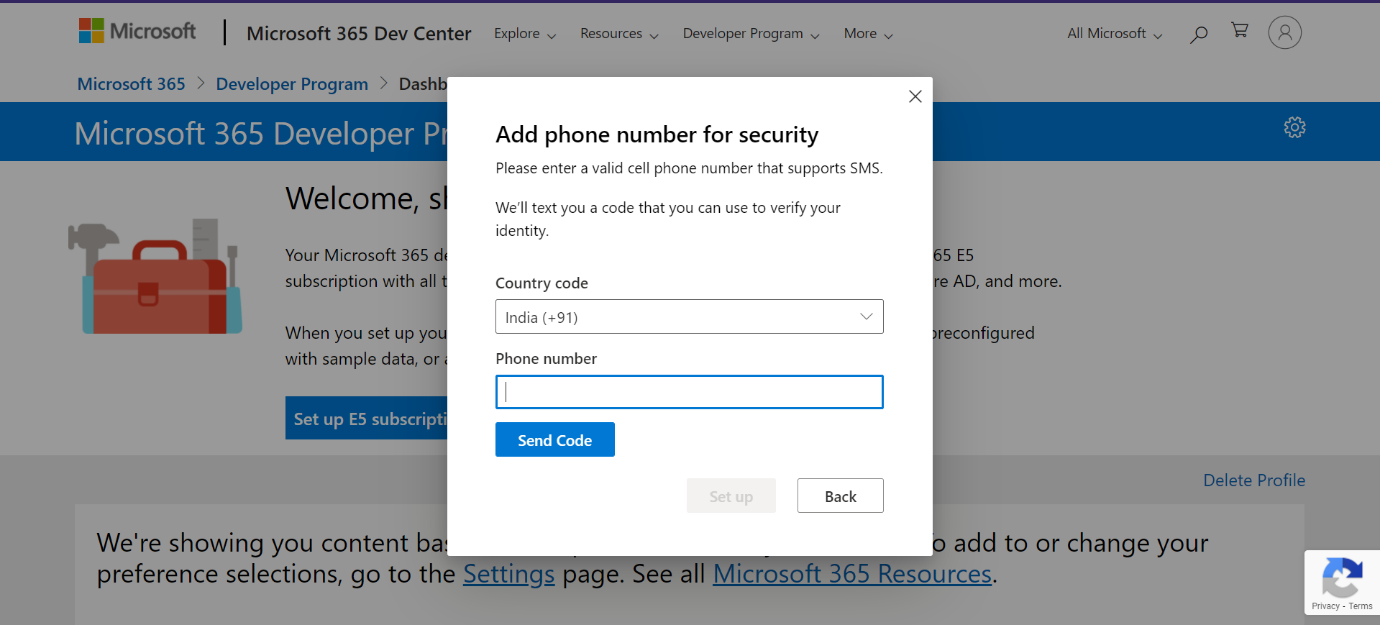 Microsoft
Microsoft 365 Dev Center
Explore
Resources
Developer Program
More
All Microsoft
Microsoft 365 > Developer Program > Dashb
Microsoft 365 Developer Pr
Welcome, sl
Your Microsoft 365 de
65 E5
subscription with all t
re AD, and more.
When you set up you
preconfigured
with sample data, or a
Set up E5 subscripti
Add phone number for security
Please enter a valid cell phone number that supports SMS.
We'll text you a code that you can use to verify your
identity.
Country code
India (+91)
Phone number
Send Code
Set up
Back
Delete Profile
We're showing you content bas
o add to or change your
preference selections, go to the Settings page. See all Microsoft 365 Resources.
Privacy - Terms